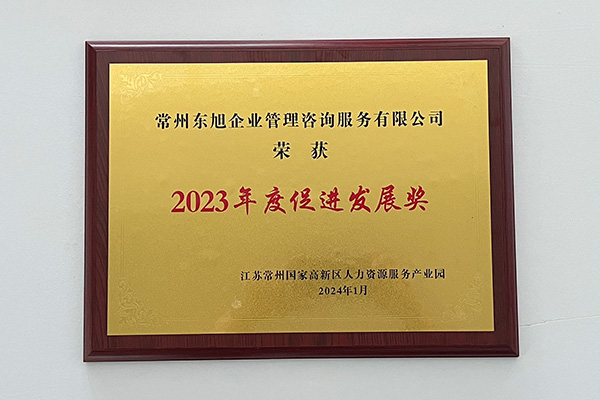 常州东旭企业管理咨询服务有限公司
荣 获
2023年度促进发展奖
江苏常州国家高新区人力资源服务产业园
2024年1月